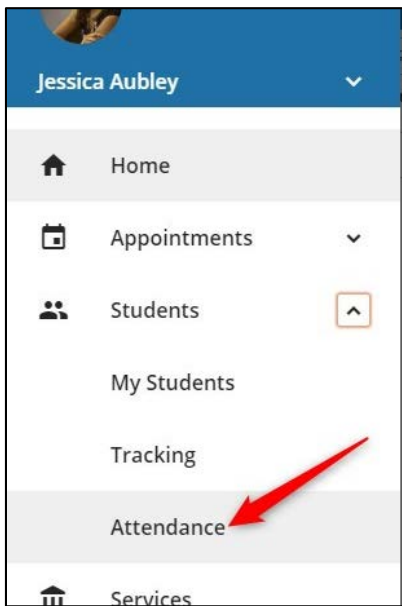 Jessica Aubley
Home
Appointments
Students
My Students
Tracking
Attendance
Services